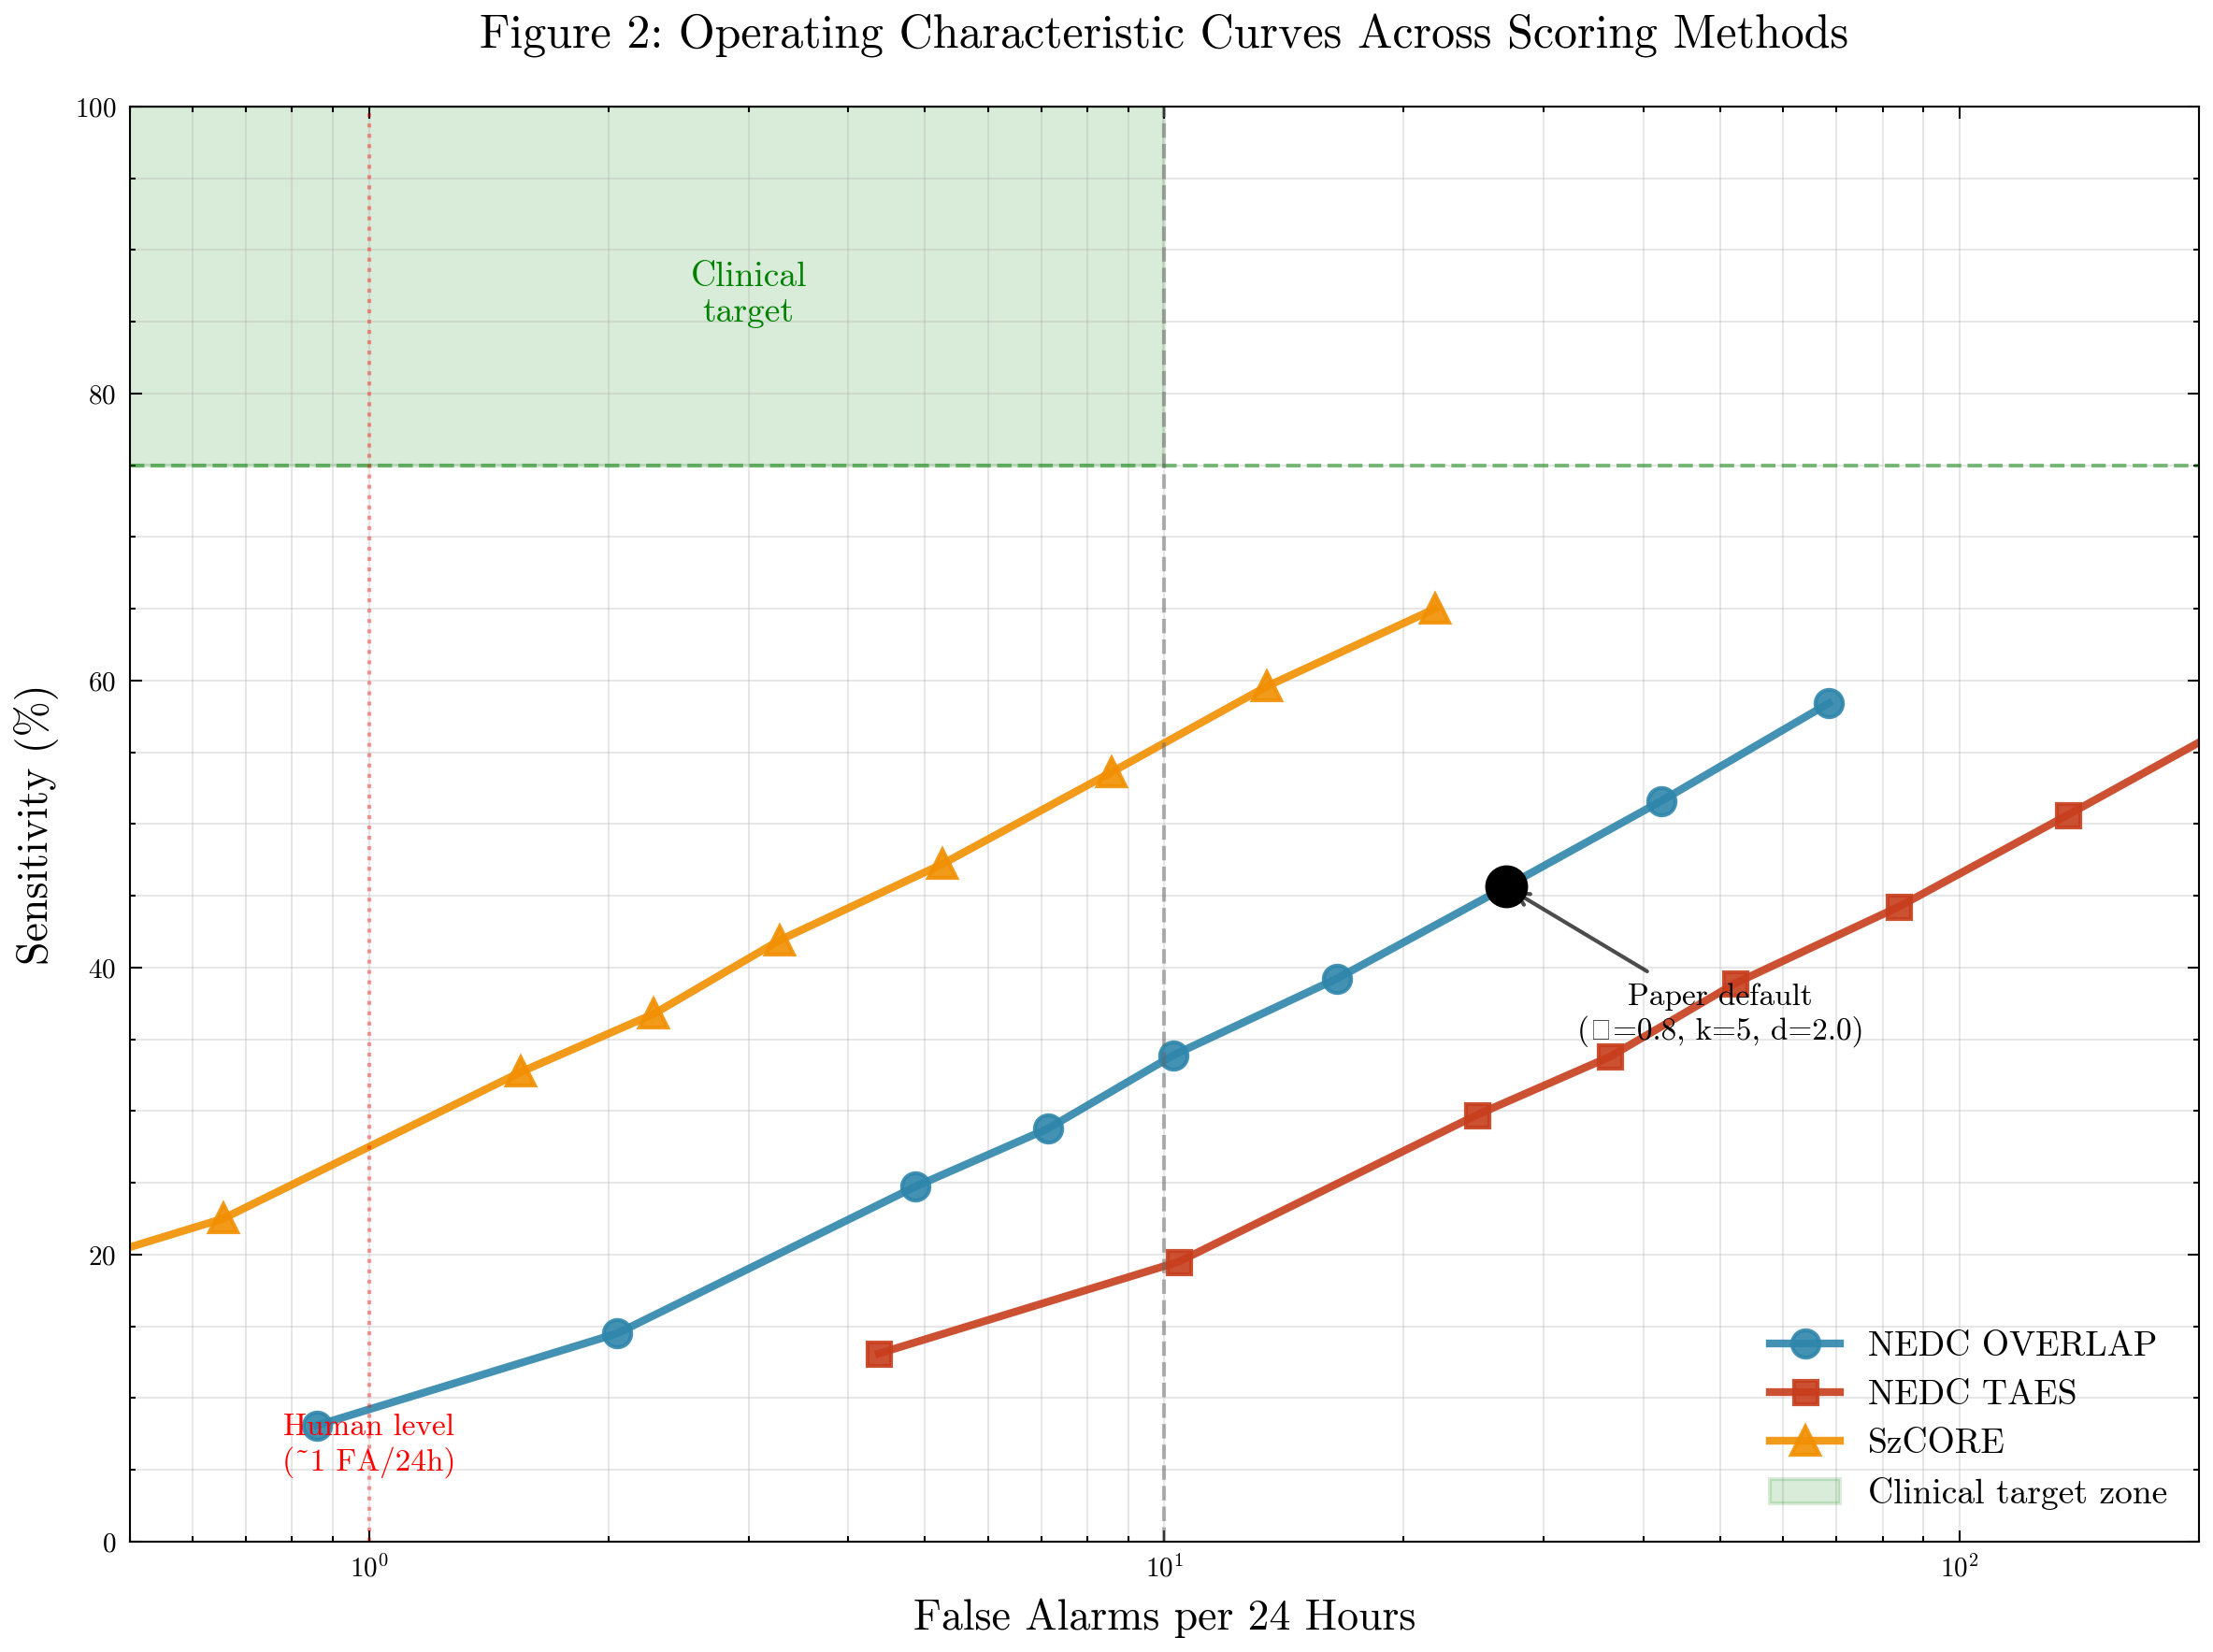 Figure 2: Operating Characteristic Curves Across Scoring Methods
Sensitivity (%)
100
80
60
40
20
0
Clinical
target
Paper default
(□=0.8, k=5, d=2.0)
Human level
(~1 FA/24h)
NEDC OVERLAP
NEDC TAES
SzCORE
Clinical target zone
10⁰ 10¹ 10²
False Alarms per 24 Hours